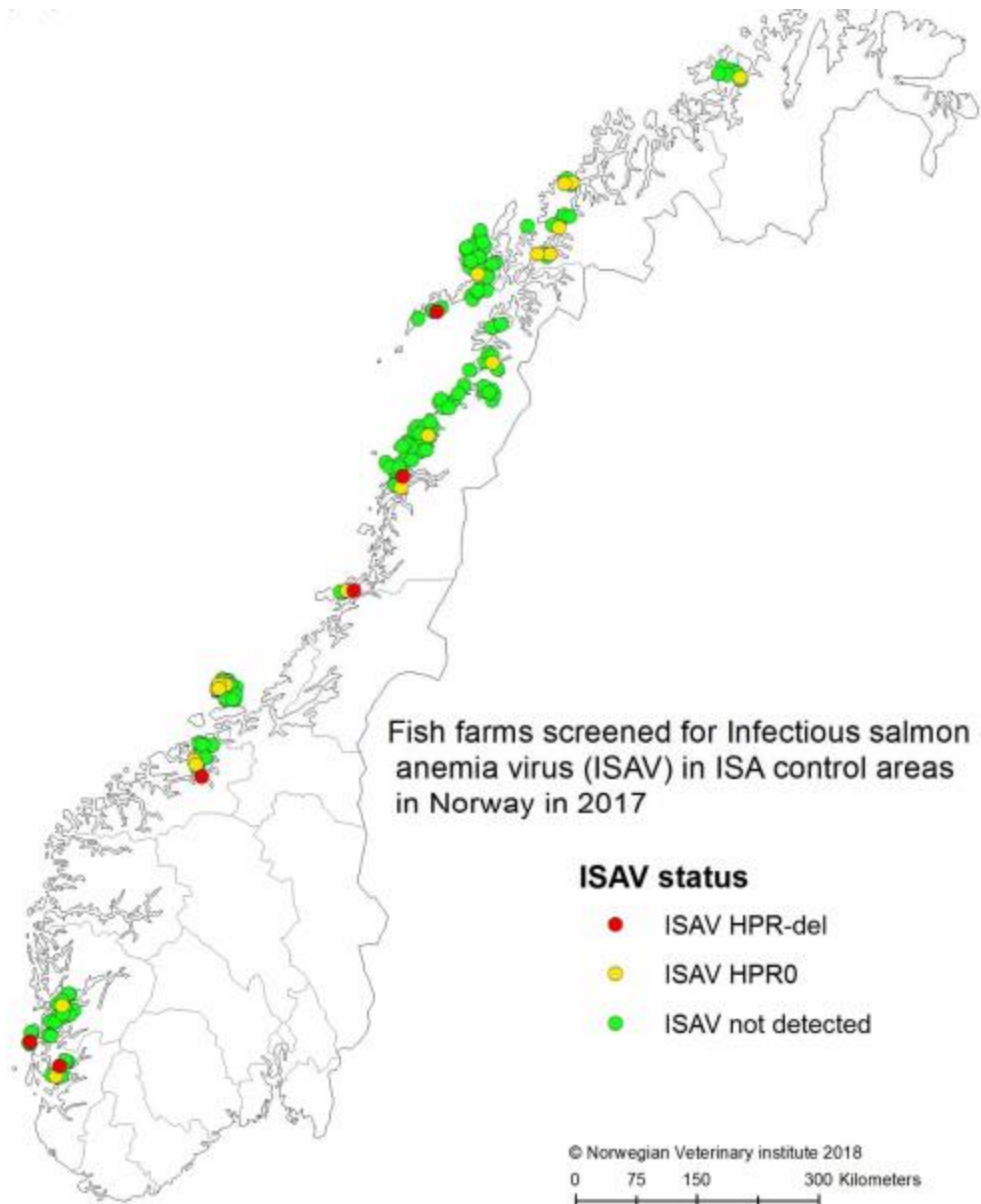 Fish farms screened for Infectious salmon
anemia virus (ISAV) in ISA control areas
in Norway in 2017
ISAV status
ISAV HPR-del
ISAV HPR0
ISAV not detected
© Norwegian Veterinary institute 2018
0 75 150 300 Kilometers